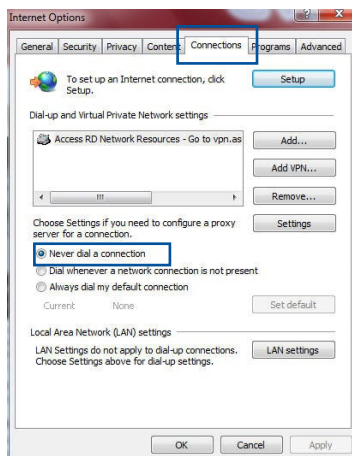 Internet Options
General Security Privacy Content Connections Programs Advanced
To set up an Internet connection, click
Setup.
Setup
Dial-up and Virtual Private Network settings
Access RD Network Resources - Go to vpn.as
Add...
Add VPN...
Remove...
Choose Settings if you need to configure a proxy
server for a connection.
Settings
Never dial a connection
Dial whenever a network connection is not present
Always dial my default connection
Current None
Set default
Local Area Network (LAN) settings
LAN Settings do not apply to dial-up connections.
Choose Settings above for dial-up settings.
LAN settings
OK Cancel Apply